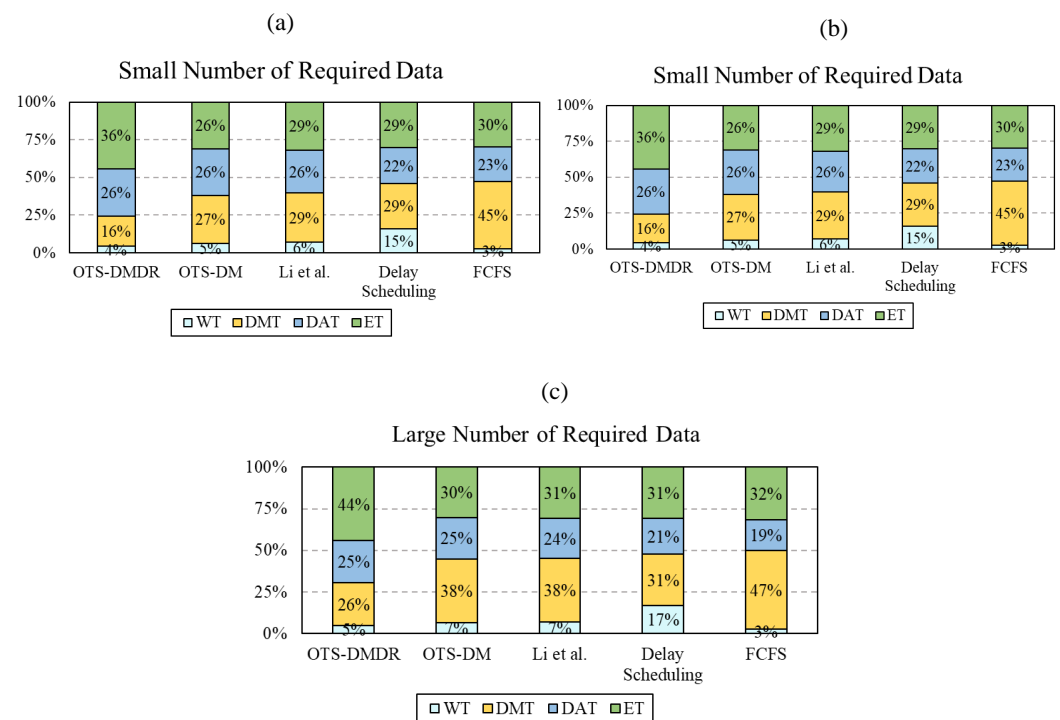 (a)
Small Number of Required Data
100%
75%
50%
25%
0%
36% 26% 29% 29% 30%
26% 26% 26% 22% 23%
16% 27% 29% 29% 45%
4% 5% 6% 15% 3%
OTS-DMDR OTS-DM Li et al. Delay Scheduling FCFS
WT DMT DAT ET
(b)
Small Number of Required Data
100%
75%
50%
25%
0%
36% 26% 29% 29% 30%
26% 26% 26% 22% 23%
16% 27% 29% 29% 45%
4% 5% 6% 15% 3%
OTS-DMDR OTS-DM Li et al. Delay Scheduling FCFS
WT DMT DAT ET
(c)
Large Number of Required Data
100%
75%
50%
25%
0%
44% 30% 31% 31% 32%
25% 25% 24% 21% 19%
26% 38% 38% 31% 47%
5% 7% 7% 17% 3%
OTS-DMDR OTS-DM Li et al. Delay Scheduling FCFS
WT DMT DAT ET